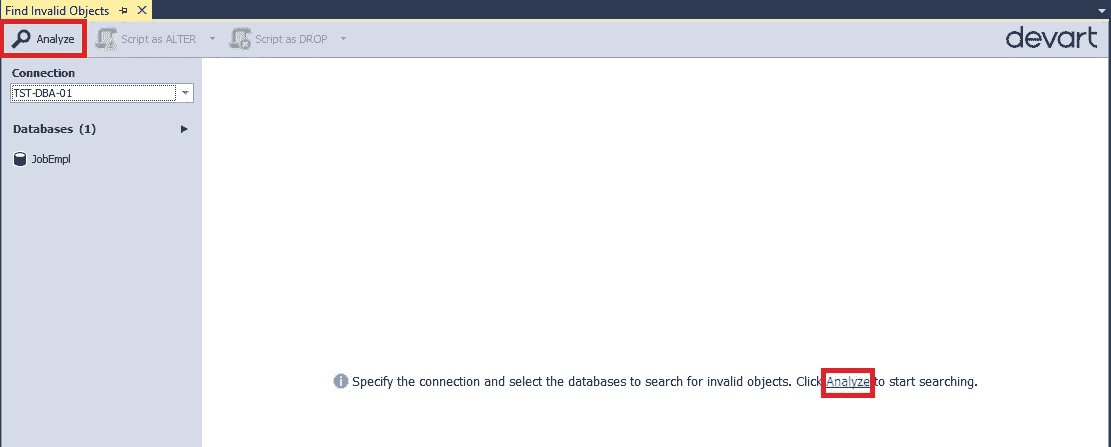 Find Invalid Objects
Analyze Script as ALTER Script as DROP devart
Connection
TST-DBA-01
Databases (1)
JobEmpl
Specify the connection and select the databases to search for invalid objects. Click Analyze to start searching.